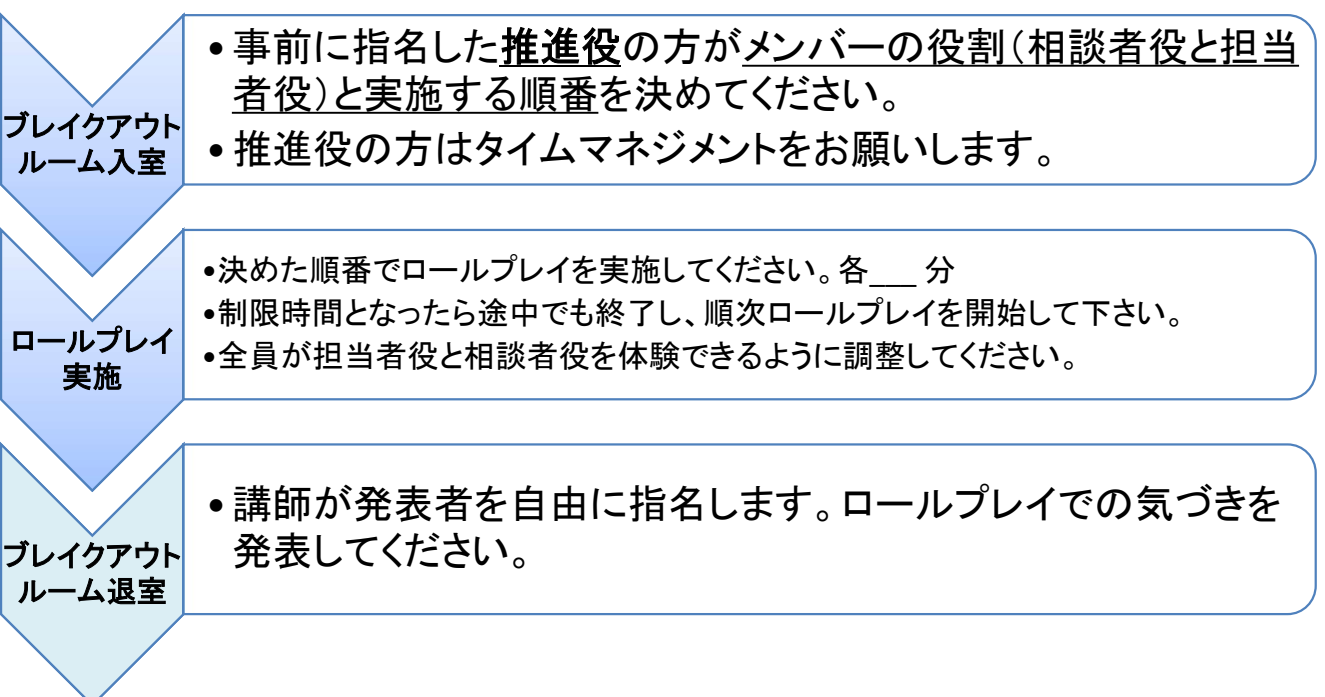 ブレイクアウト
ルーム入室
•事前に指名した推進役の方がメンバーの役割(相談者役と担当
者役)と実施する順番を決めてください。
•推進役の方はタイムマネジメントをお願いします。
ロールプレイ
実施
•決めた順番でロールプレイを実施してください。各___ 分
•制限時間となったら途中でも終了し、順次ロールプレイを開始して下さい。
•全員が担当者役と相談者役を体験できるように調整してください。
ブレイクアウト
ルーム退室
•講師が発表者を自由に指名します。ロールプレイでの気づきを
発表してください。